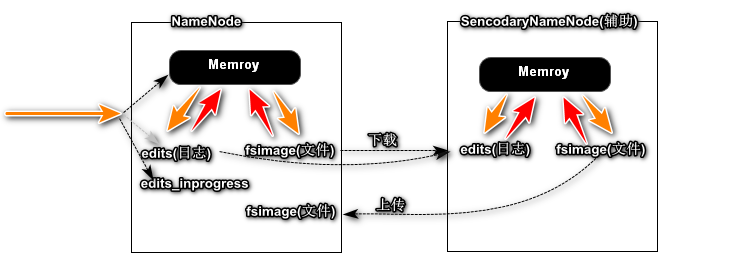 NameNode
SencodaryNameNode(辅助)
Memroy
Memroy
edits(日志)
fsimage(文件)
下载
edits(日志)
fsimage(文件)
edits_inprogress
fsimage(文件)
上传